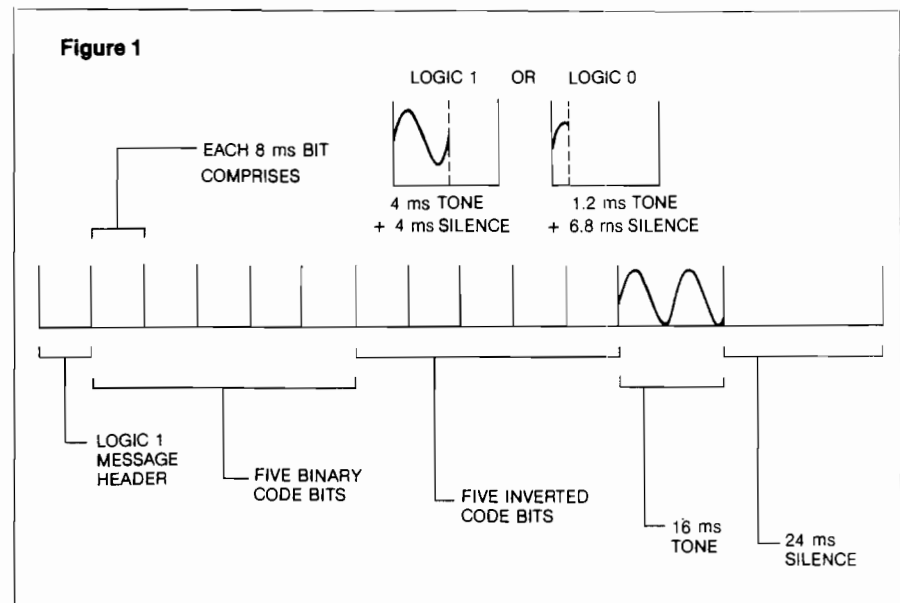 Figure 1
LOGIC 1 OR LOGIC 0
EACH 8 ms BIT
COMPRISES
4 ms TONE
+ 4 ms SILENCE
1.2 ms TONE
+ 6.8 ms SILENCE
LOGIC 1
MESSAGE
HEADER
FIVE BINARY
CODE BITS
FIVE INVERTED
CODE BITS
16 ms
TONE
24 ms
SILENCE